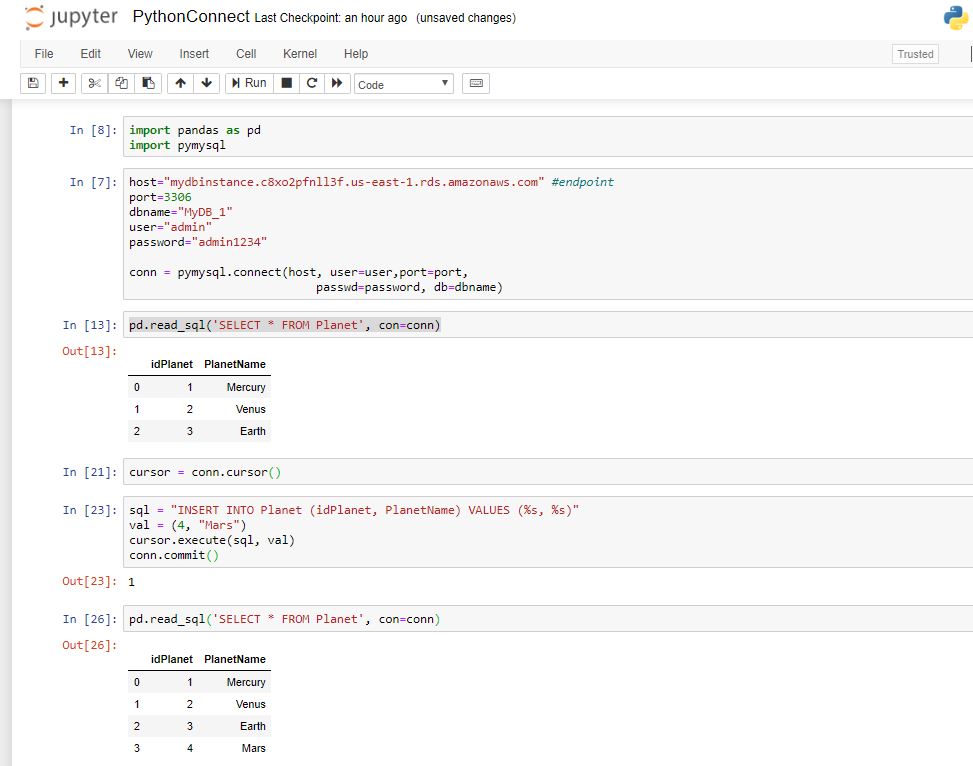 jupyter PythonConnect Last Checkpoint: an hour ago (unsaved changes)
File Edit View Insert Cell Kernel Help Trusted
Run Code
In [8]: import pandas as pd
import pymysql
In [7]: host="mydbinstance.c8xo2pfnll3f.us-east-1.rds.amazonaws.com" #endpoint
port=3306
dbname="MyDB_1"
user="admin"
password="admin1234"
conn = pymysql.connect(host, user=user,port=port,
passwd=password, db=dbname)
In [13]: pd.read_sql('SELECT * FROM Planet', con=conn)
Out[13]:
idPlanet PlanetName
0 1 Mercury
1 2 Venus
2 3 Earth
In [21]: cursor = conn.cursor()
In [23]: sql = "INSERT INTO Planet (idPlanet, PlanetName) VALUES (%s, %s)"
val = (4, "Mars")
cursor.execute(sql, val)
conn.commit()
Out[23]: 1
In [26]: pd.read_sql('SELECT * FROM Planet', con=conn)
Out[26]:
idPlanet PlanetName
0 1 Mercury
1 2 Venus
2 3 Earth
3 4 Mars